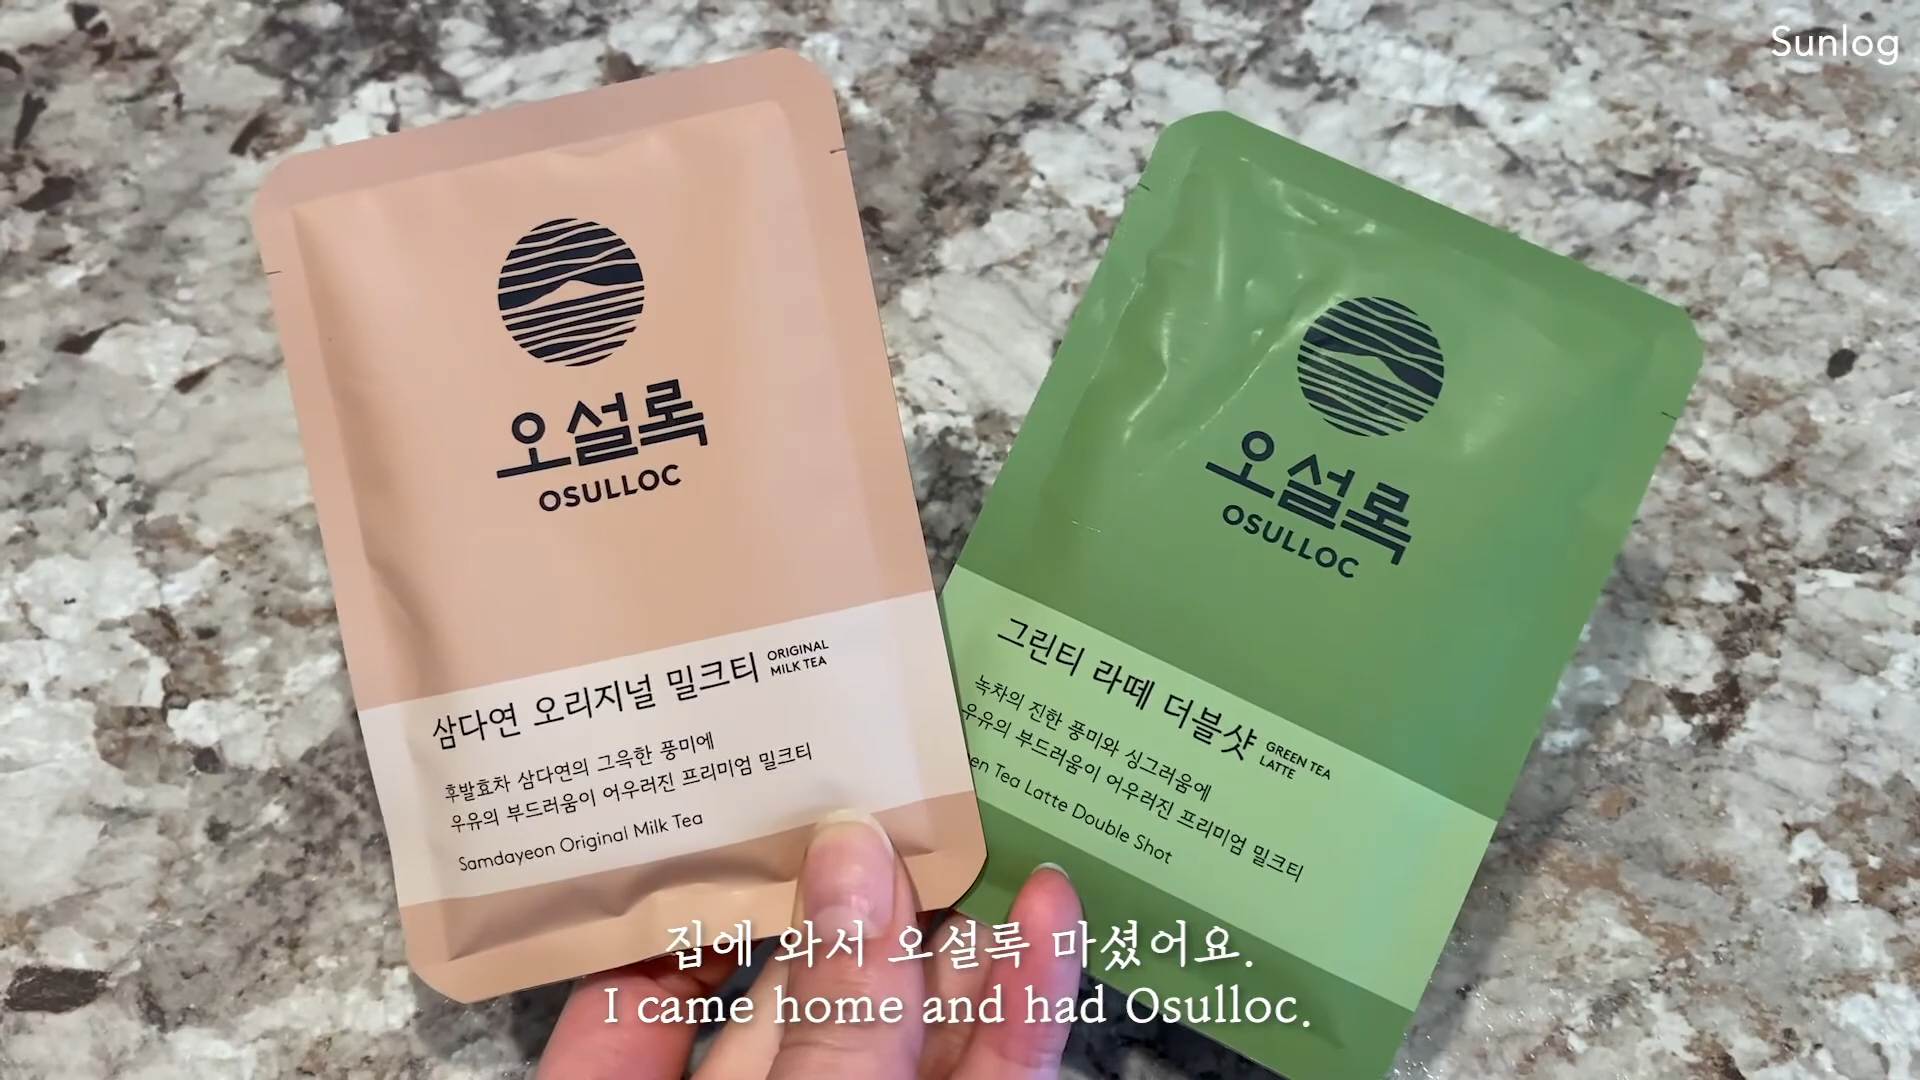 Sunlog
오설록
OSULLOC
삼다연 오리지널 밀크티
ORIGINAL
MILK TEA
후발효차 삼다연의 그윽한 풍미에
우유의 부드러움이 어우러진 프리미엄 밀크티
Samdayeon Original Milk Tea
오설록
OSULLOC
그린티 라떼 더블샷
GREEN TEA
LATTE
녹차의 진한 풍미와 싱그러움에
우유의 부드러움이 어우러진 프리미엄 밀크티
Tea Latte Double Shot
집에 와서 오설록 마셨어요.
I came home and had Osulloc.